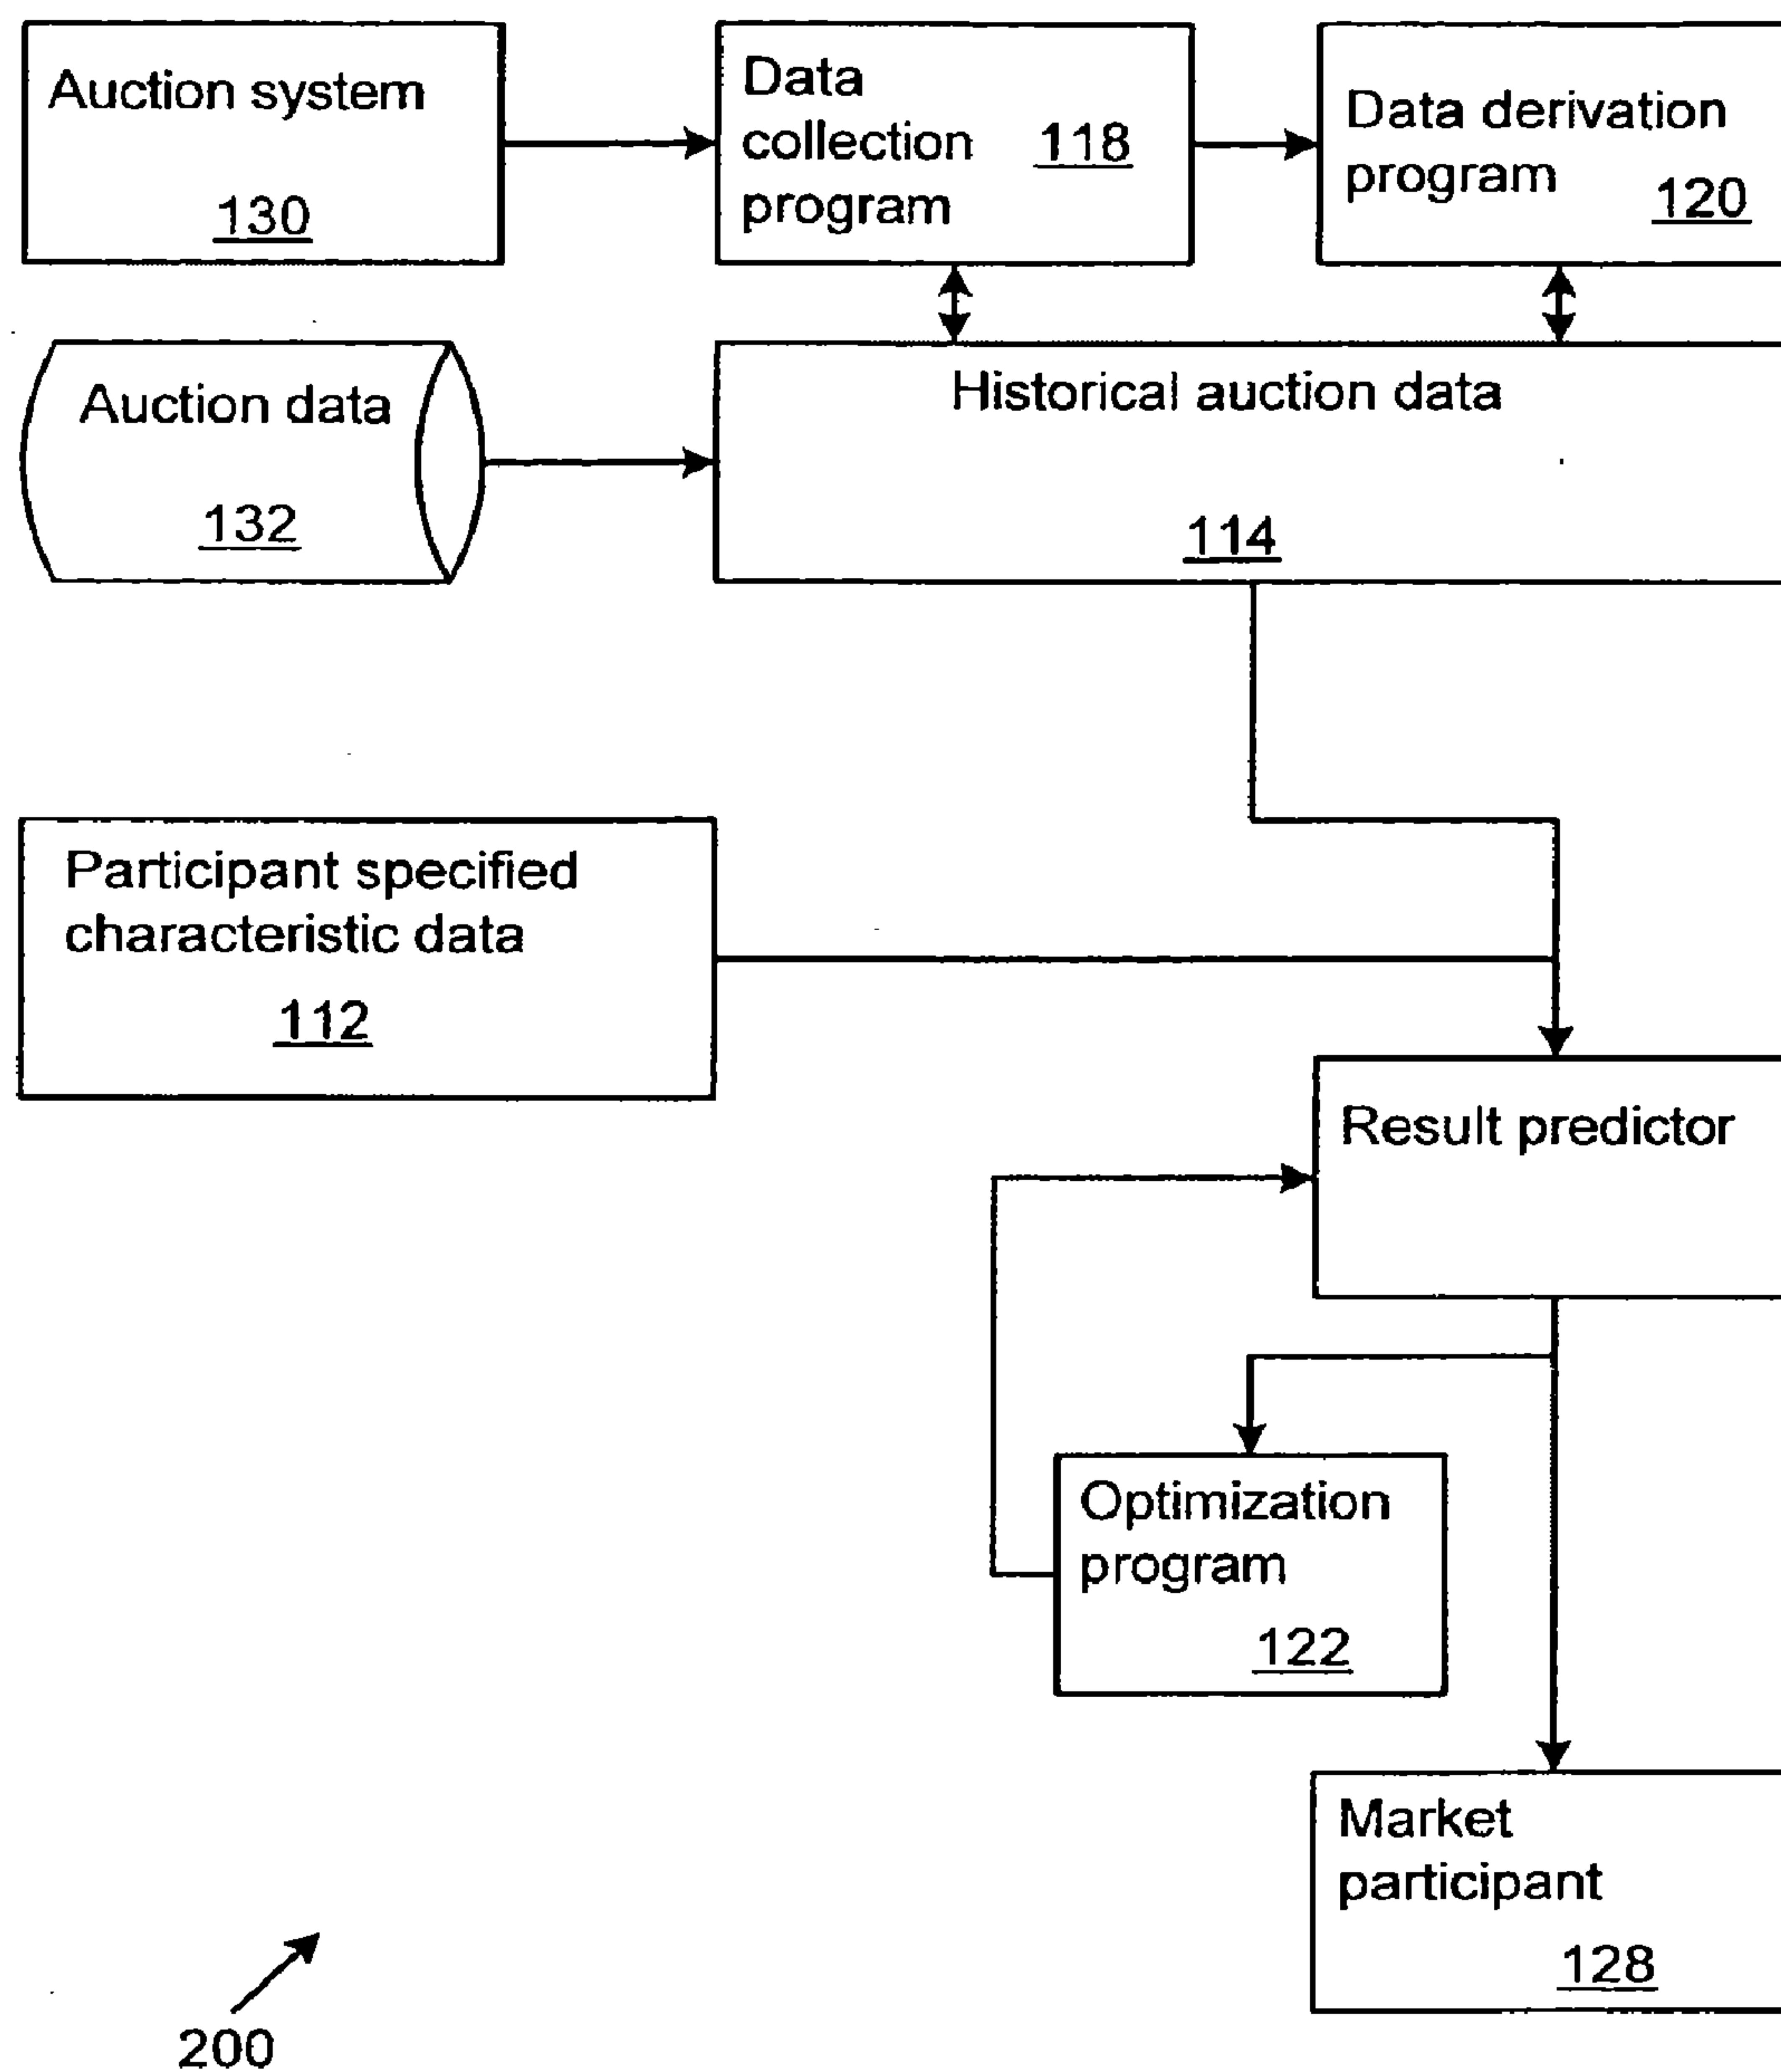 Auction system
130
Data
collection
program
118
Data derivation
program
120
Auction data
132
Historical auction data
114
Participant specified
characteristic data
112
Result predictor
Optimization
program
122
Market
participant
128
200